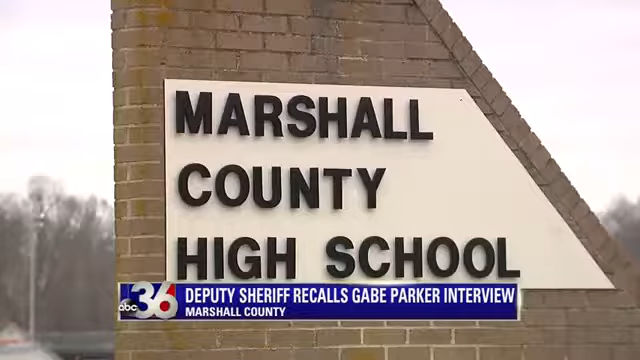 MARSHALL
COUNTY
HIGH SCHOOL
abc 36
DEPUTY SHERIFF RECALLS GABE PARKER INTERVIEW
MARSHALL COUNTY